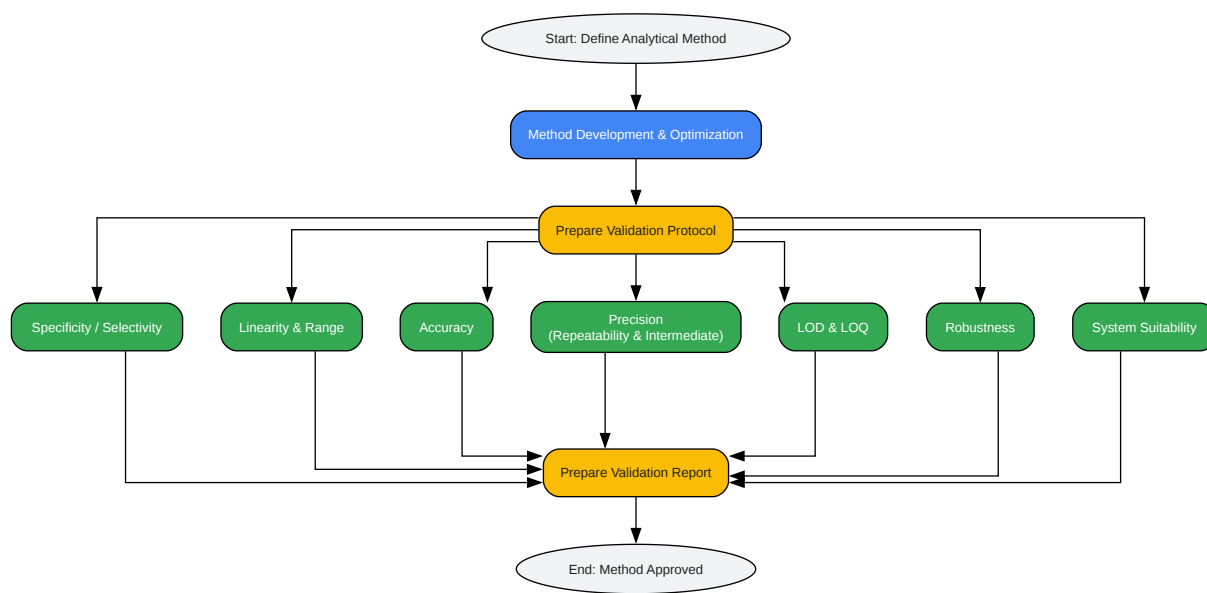 Start: Define Analytical Method
Method Development & Optimization
Prepare Validation Protocol
Specificity / Selectivity
Linearity & Range
Accuracy
Precision
(Repeatability & Intermediate)
LOD & LOQ
Robustness
System Suitability
Prepare Validation Report
End: Method Approved